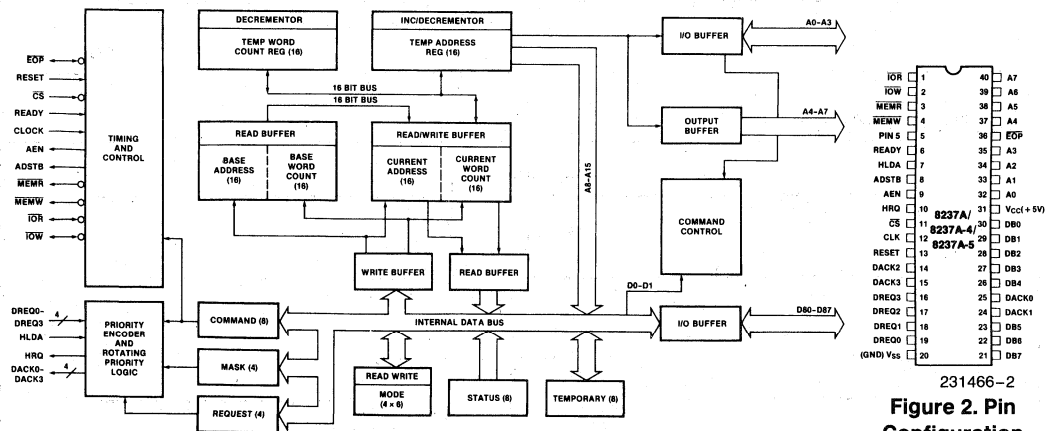 EOP
RESET
CS
READY
CLOCK
AEN
ADSTB
MEMR
MEMW
IOR
IOW
TIMING
AND
CONTROL
DREQ0-
DREQ3
4
HLDA
HRQ
DACK0-
DACK3
4
PRIORITY
ENCODER
AND
ROTATING
PRIORITY
LOGIC
DECREMENTOR
TEMP WORD
COUNT REG (16)
INC/DECREMENTOR
TEMP ADDRESS
REG (16)
16 BIT BUS
16 BIT BUS
READ BUFFER
BASE
ADDRESS
(16)
BASE
WORD
COUNT
(16)
READ/WRITE BUFFER
CURRENT
ADDRESS
(16)
CURRENT
WORD
COUNT
(16)
WRITE BUFFER
READ BUFFER
A8-A15
D0-D1
COMMAND (8)
MASK (4)
REQUEST (4)
INTERNAL DATA BUS
READ WRITE
MODE
(4 × 6)
STATUS (8)
TEMPORARY (8)
I/O BUFFER
A0-A3
OUTPUT
BUFFER
A4-A7
COMMAND
CONTROL
I/O BUFFER
DB0-DB7
IOR 1 40 A7
IOW 2 39 A6
MEMR 3 38 A5
MEMW 4 37 A4
PIN 5 5 36 EOP
READY 6 35 A3
HLDA 7 34 A2
ADSTB 8 33 A1
AEN 9 32 A0
HRQ 10 31 VCC(+5V)
CS 11 30 DB0
CLK 12 29 DB1
RESET 13 28 DB2
DACK2 14 27 DB3
DACK3 15 26 DB4
DREQ3 16 25 DACK0
DREQ2 17 24 DACK1
DREQ1 18 23 DB5
DREQ0 19 22 DB6
(GND) VSS 20 21 DB7
8237A/
8237A-4/
8237A-5
231466-2
Figure 2. Pin
Configuration